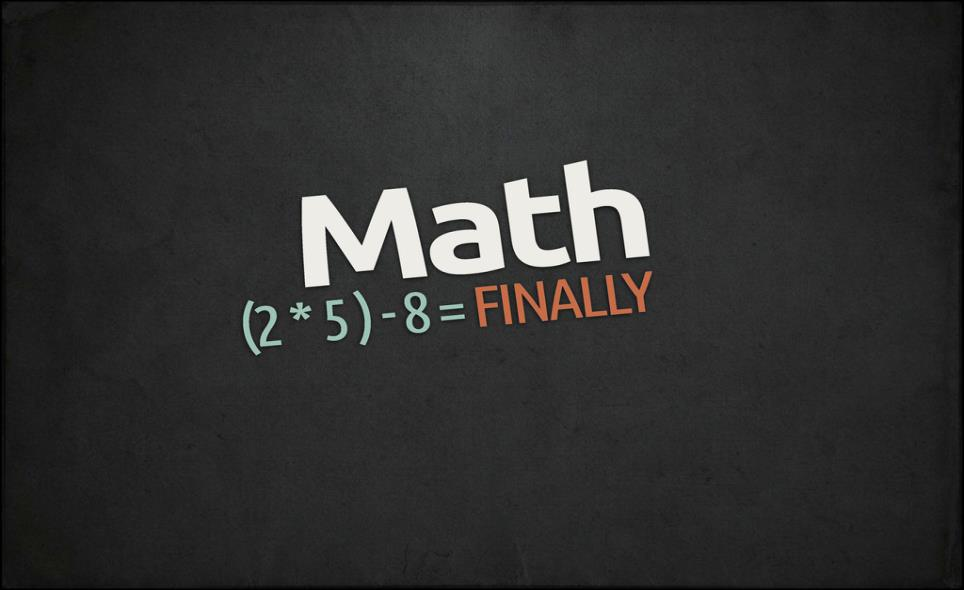 Math
(2 * 5) - 8 = FINALLY